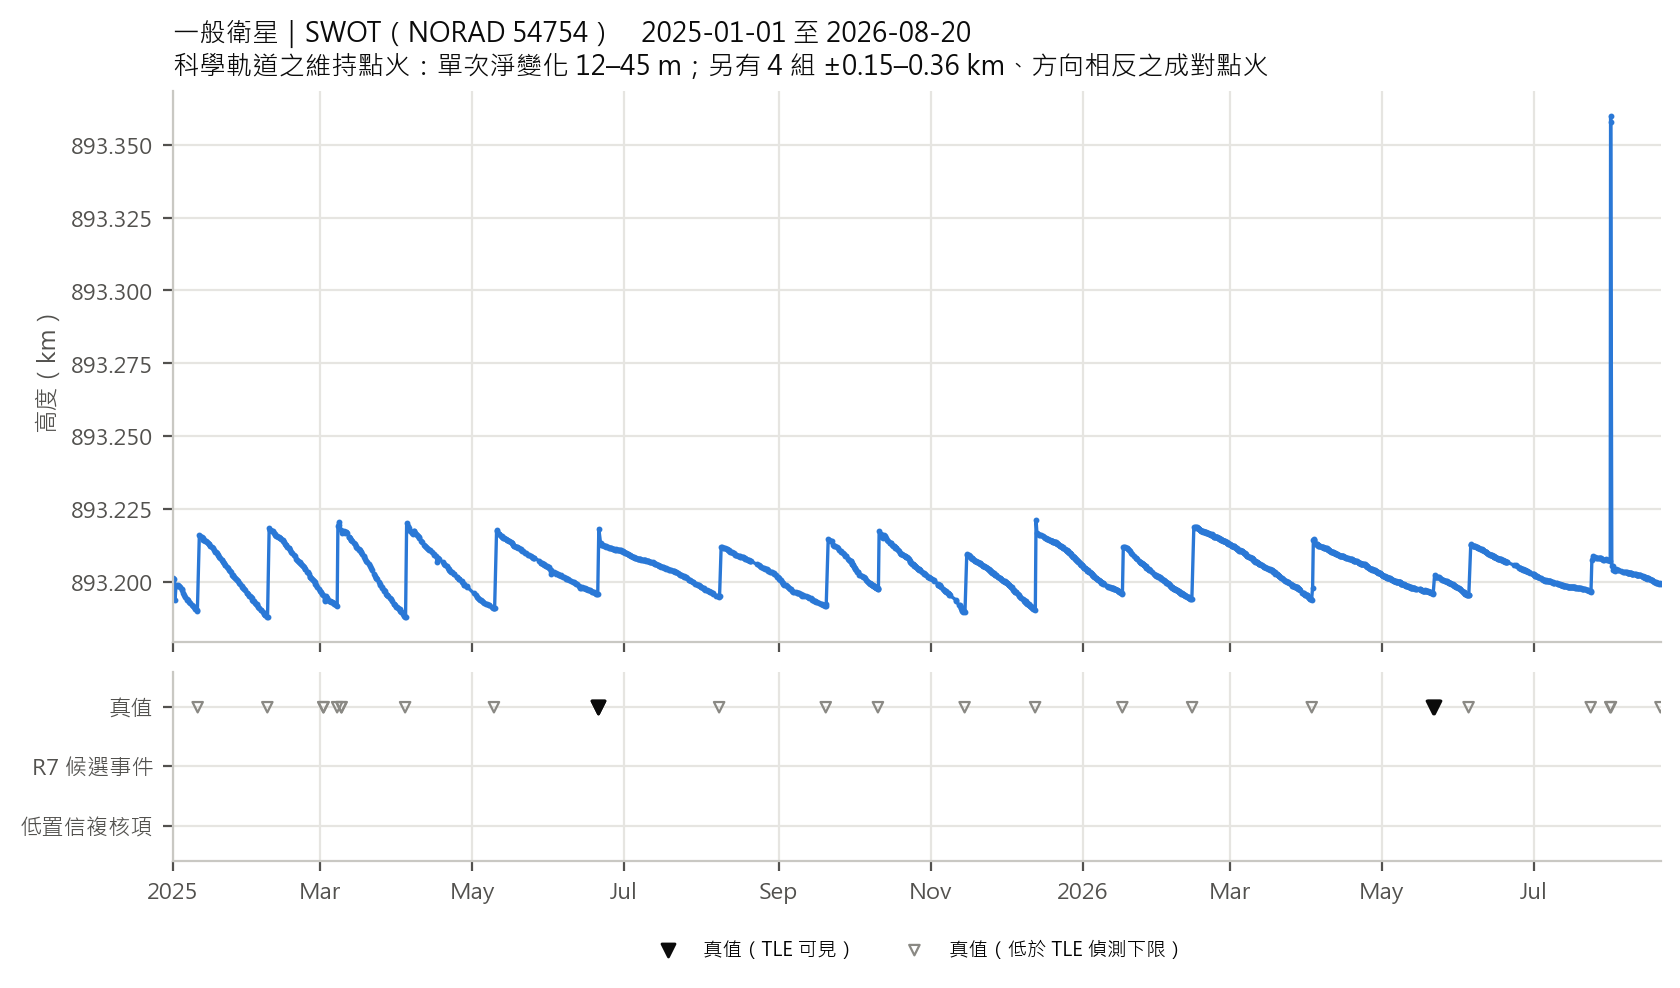 一般衛星｜SWOT（NORAD 54754）　2025-01-01 至 2026-08-20
科學軌道之維持點火：單次淨變化 12–45 m；另有 4 組 ±0.15–0.36 km、方向相反之成對點火
高度（km）
893.350
893.325
893.300
893.275
893.250
893.225
893.200
真值
R7 候選事件
低置信複核項
2025 Mar May Jul Sep Nov 2026 Mar May Jul
真值（TLE 可見） 真值（低於 TLE 偵測下限）